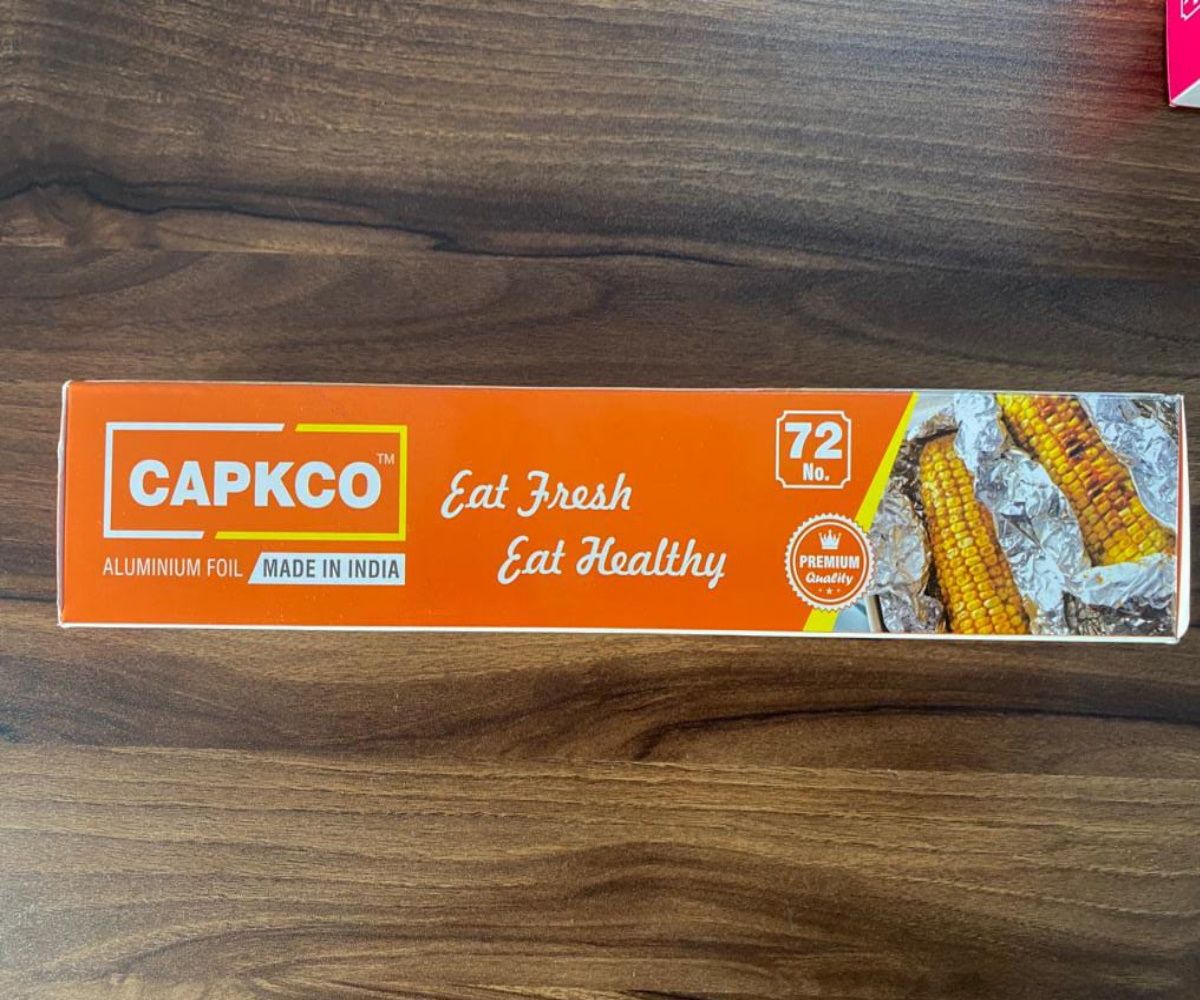 CAPKCO™
ALUMINIUM FOIL MADE IN INDIA
Eat Fresh
Eat Healthy
72
No.
PREMIUM
Quality